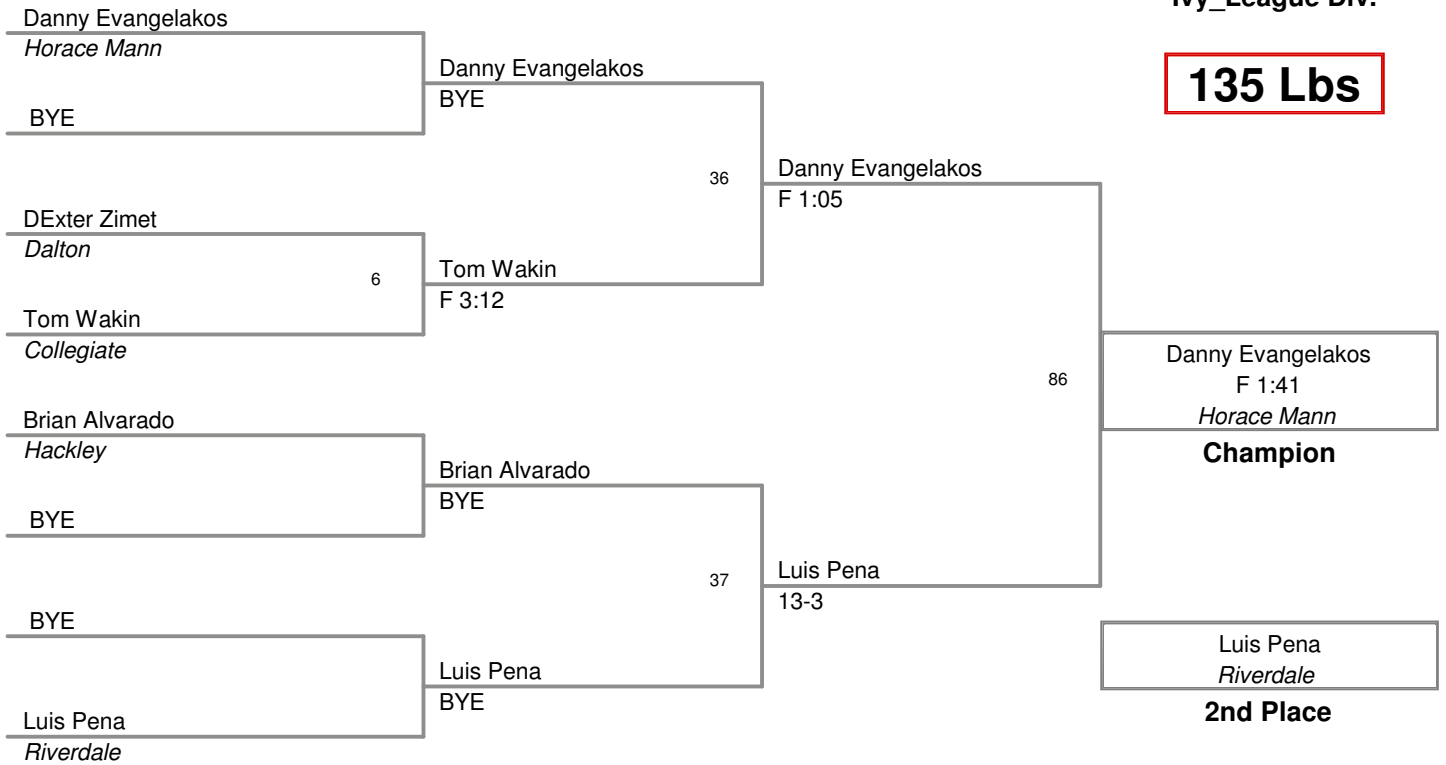 Ivy_League Div.
135 Lbs
Danny Evangelakos
Horace Mann
BYE
DExter Zimet
Dalton
6
Tom Wakin
Collegiate
Brian Alvarado
Hackley
BYE
BYE
Luis Pena
Riverdale
Danny Evangelakos
BYE
36
Tom Wakin
F 3:12
Brian Alvarado
BYE
37
Luis Pena
BYE
Danny Evangelakos
F 1:05
86
Luis Pena
13-3
Danny Evangelakos
F 1:41
Horace Mann
Champion
Luis Pena
Riverdale
2nd Place